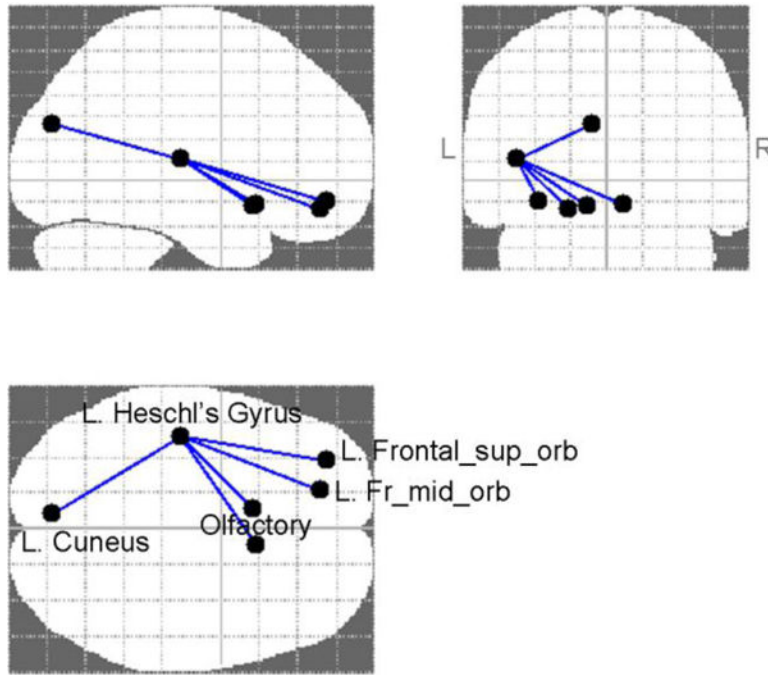 L
R
L. Heschl's Gyrus
L. Frontal_sup_orb
L. Fr_mid_orb
Olfactory
L. Cuneus